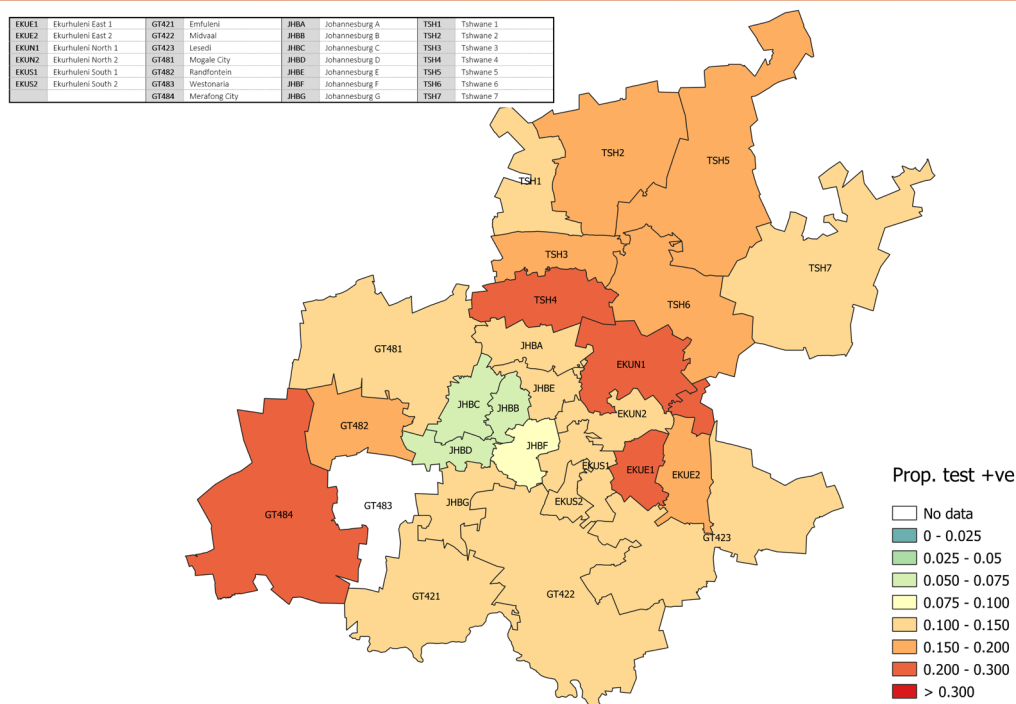 EKUE1 Ekurhuleni East 1 GT421 Emfuleni JHBA Johannesburg A TSH1 Tshwane 1
EKUE2 Ekurhuleni East 2 GT422 Midvaal JHBB Johannesburg B TSH2 Tshwane 2
EKUN1 Ekurhuleni North 1 GT423 Lesedi JHBC Johannesburg C TSH3 Tshwane 3
EKUN2 Ekurhuleni North 2 GT481 Mogale City JHBD Johannesburg D TSH4 Tshwane 4
EKUS1 Ekurhuleni South 1 GT482 Randfontein JHBE Johannesburg E TSH5 Tshwane 5
EKUS2 Ekurhuleni South 2 GT483 Westonaria JHBF Johannesburg F TSH6 Tshwane 6
GT484 Merafong City JHBG Johannesburg G TSH7 Tshwane 7
TSH2
TSH5
TSH1
TSH3
TSH7
TSH4
TSH6
JHBA
GT481
EKUN1
JHBE
JHBC
JHBB
EKUN2
GT482
JHBF
JHBD
EKUS1
EKUE1
EKUE2
GT483
JHBG
EKUS2
GT484
GT423
GT421
GT422
Prop. test +ve
No data
0 - 0.025
0.025 - 0.05
0.050 - 0.075
0.075 - 0.100
0.100 - 0.150
0.150 - 0.200
0.200 - 0.300
> 0.300